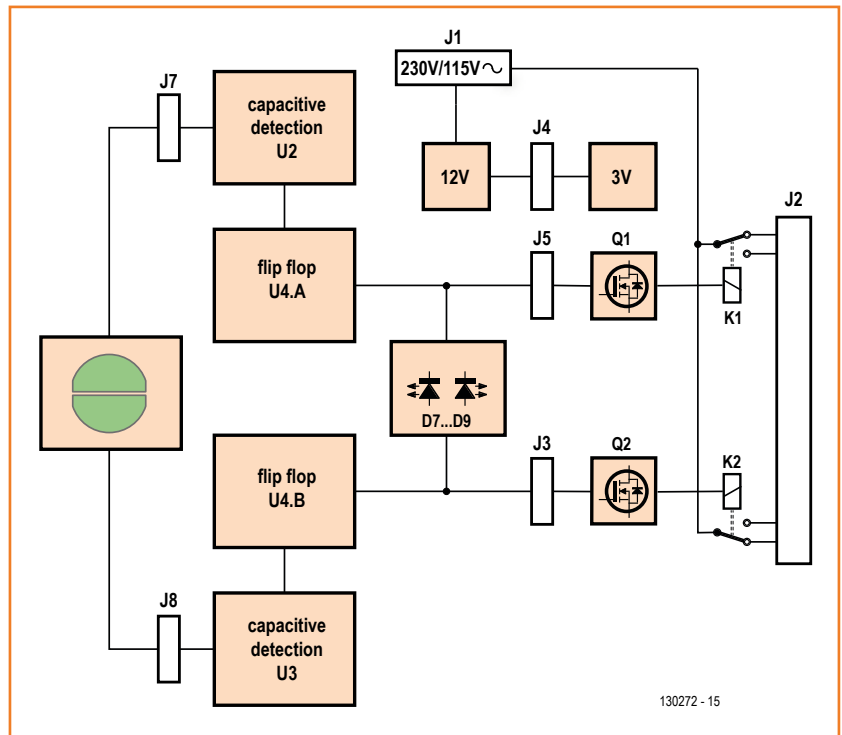 J1
230V/115V~
J7
capacitive
detection
U2
J4
12V
3V
J2
J5
Q1
flip flop
U4.A
K1
D7...D9
J3
Q2
K2
flip flop
U4.B
J8
capacitive
detection
U3
130272 - 15